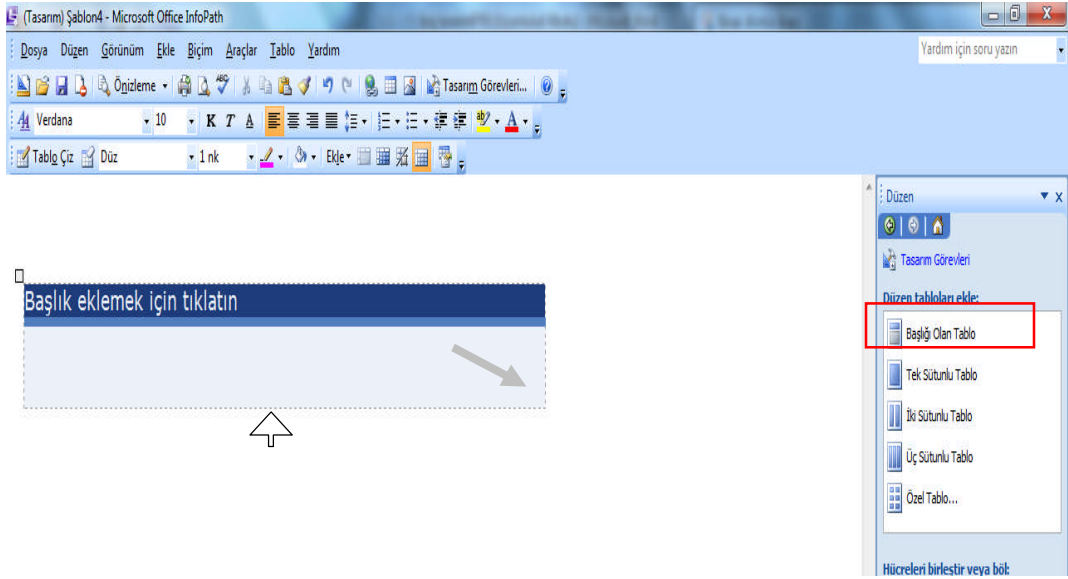 (Tasarım) Şablon4 - Microsoft Office InfoPath
Dosya Düzen Görünüm Ekle Biçim Araçlar Tablo Yardım
Yardım için soru yazın
Önizleme Tasarım Görevleri...
Verdana 10 K T A
Tablo Çiz Düz 1 nk Ekle
Düzen
Tasarım Görevleri
Düzen tabloları ekle:
Başlık eklemek için tıklatın
Başlığı Olan Tablo
Tek Sütunlu Tablo
İki Sütunlu Tablo
Üç Sütunlu Tablo
Özel Tablo...
Hücreleri birleştir veya böl: